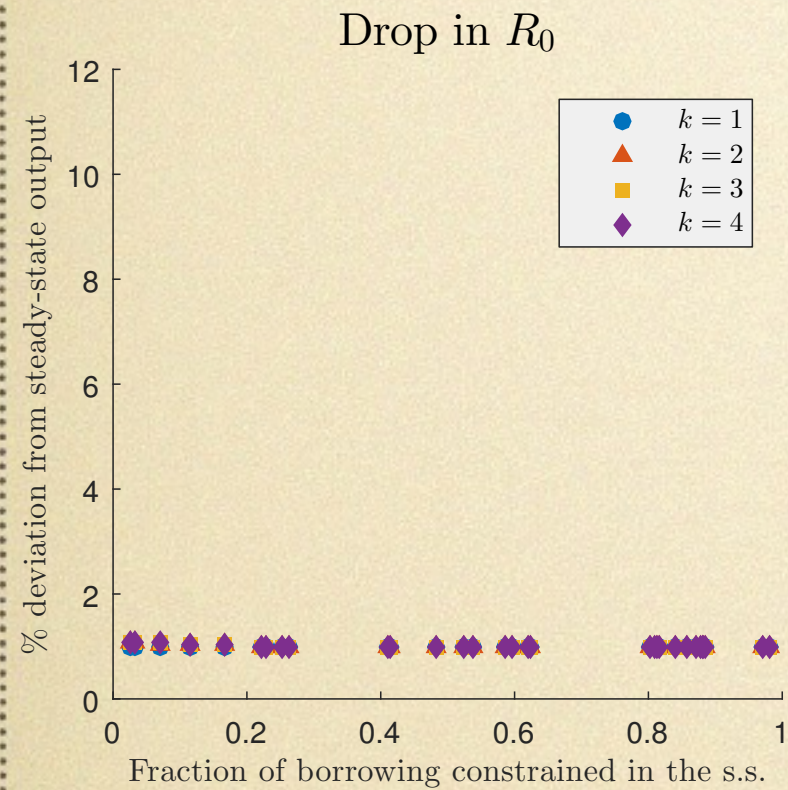 Drop in R₀
% deviation from steady-state output
12
10
8
6
4
2
0
k = 1
k = 2
k = 3
k = 4
0 0.2 0.4 0.6 0.8 1
Fraction of borrowing constrained in the s.s.